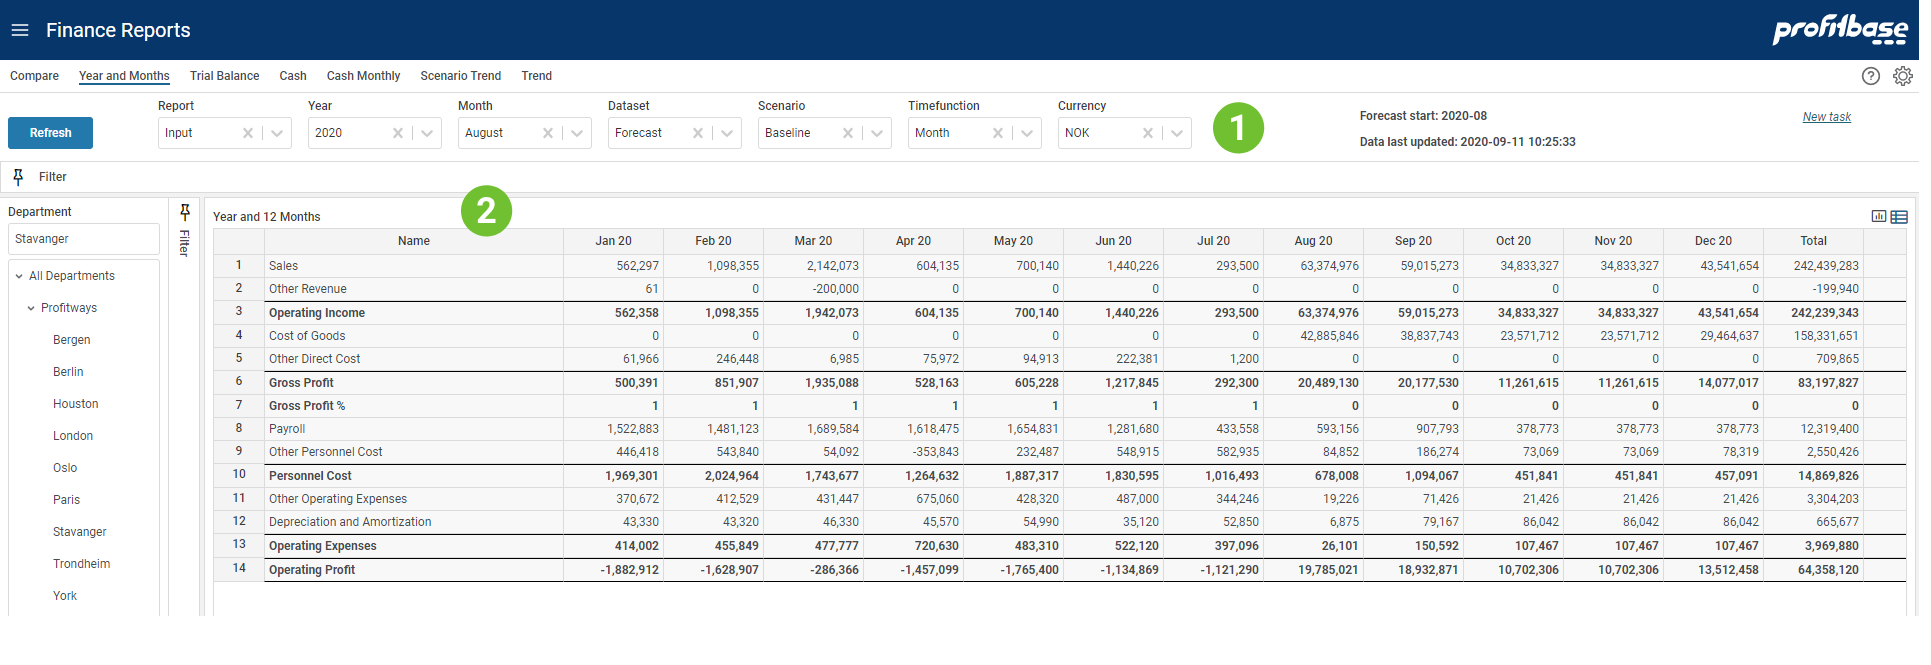 Finance Reports
profitbase
Compare Year and Months Trial Balance Cash Cash Monthly Scenario Trend Trend
Report Year Month Dataset Scenario Timefunction Currency
Refresh Input 2020 August Forecast Baseline Month NOK 1
Forecast start: 2020-08
New task
Data last updated: 2020-09-11 10:25:33
Filter
Department
Stavanger
All Departments
Profitways
Bergen
Berlin
Houston
London
Oslo
Paris
Stavanger
Trondheim
York
Filter
2
Year and 12 Months
Name Jan 20 Feb 20 Mar 20 Apr 20 May 20 Jun 20 Jul 20 Aug 20 Sep 20 Oct 20 Nov 20 Dec 20 Total
1 Sales 562,297 1,098,355 2,142,073 604,135 700,140 1,440,226 293,500 63,374,976 59,015,273 34,833,327 34,833,327 43,541,654 242,439,283
2 Other Revenue 61 0 -200,000 0 0 0 0 0 0 0 0 0 -199,940
3 Operating Income 562,358 1,098,355 1,942,073 604,135 700,140 1,440,226 293,500 63,374,976 59,015,273 34,833,327 34,833,327 43,541,654 242,239,343
4 Cost of Goods 0 0 0 0 0 0 0 42,885,846 38,837,743 23,571,712 23,571,712 29,464,637 158,331,651
5 Other Direct Cost 61,966 246,448 6,985 75,972 94,913 222,381 1,200 0 0 0 0 0 709,865
6 Gross Profit 500,391 851,907 1,935,088 528,163 605,228 1,217,845 292,300 20,489,130 20,177,530 11,261,615 11,261,615 14,077,017 83,197,827
7 Gross Profit % 1 1 1 1 1 1 1 0 0 0 0 0 0
8 Payroll 1,522,883 1,481,123 1,689,584 1,618,475 1,654,831 1,281,680 433,558 593,156 907,793 378,773 378,773 378,773 12,319,400
9 Other Personnel Cost 446,418 543,840 54,092 -353,843 232,487 548,915 582,935 84,852 186,274 73,069 73,069 78,319 2,550,426
10 Personnel Cost 1,969,301 2,024,964 1,743,677 1,264,632 1,887,317 1,830,595 1,016,493 678,008 1,094,067 451,841 451,841 457,091 14,869,826
11 Other Operating Expenses 370,672 412,529 431,447 675,060 428,320 487,000 344,246 19,226 71,426 21,426 21,426 21,426 3,304,203
12 Depreciation and Amortization 43,330 43,320 46,330 45,570 54,990 35,120 52,850 6,875 79,167 86,042 86,042 86,042 665,677
13 Operating Expenses 414,002 455,849 477,777 720,630 483,310 522,120 397,096 26,101 150,592 107,467 107,467 107,467 3,969,880
14 Operating Profit -1,882,912 -1,628,907 -286,366 -1,457,099 -1,765,400 -1,134,869 -1,121,290 19,785,021 18,932,871 10,702,306 10,702,306 13,512,458 64,358,120